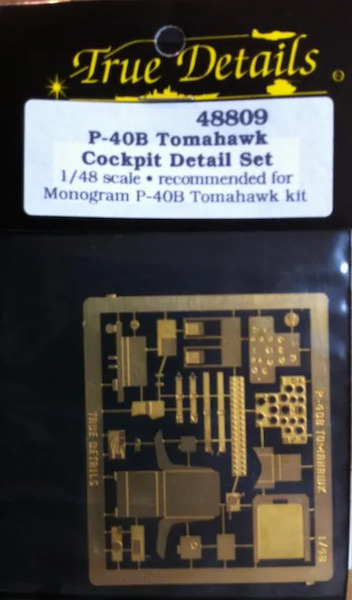 True Details
48809
P-40B Tomahawk
Cockpit Detail Set
1/48 scale • recommended for
Monogram P-40B Tomahawk kit
TRUE DETAILS
P-40B TOMAHAWK
1/48